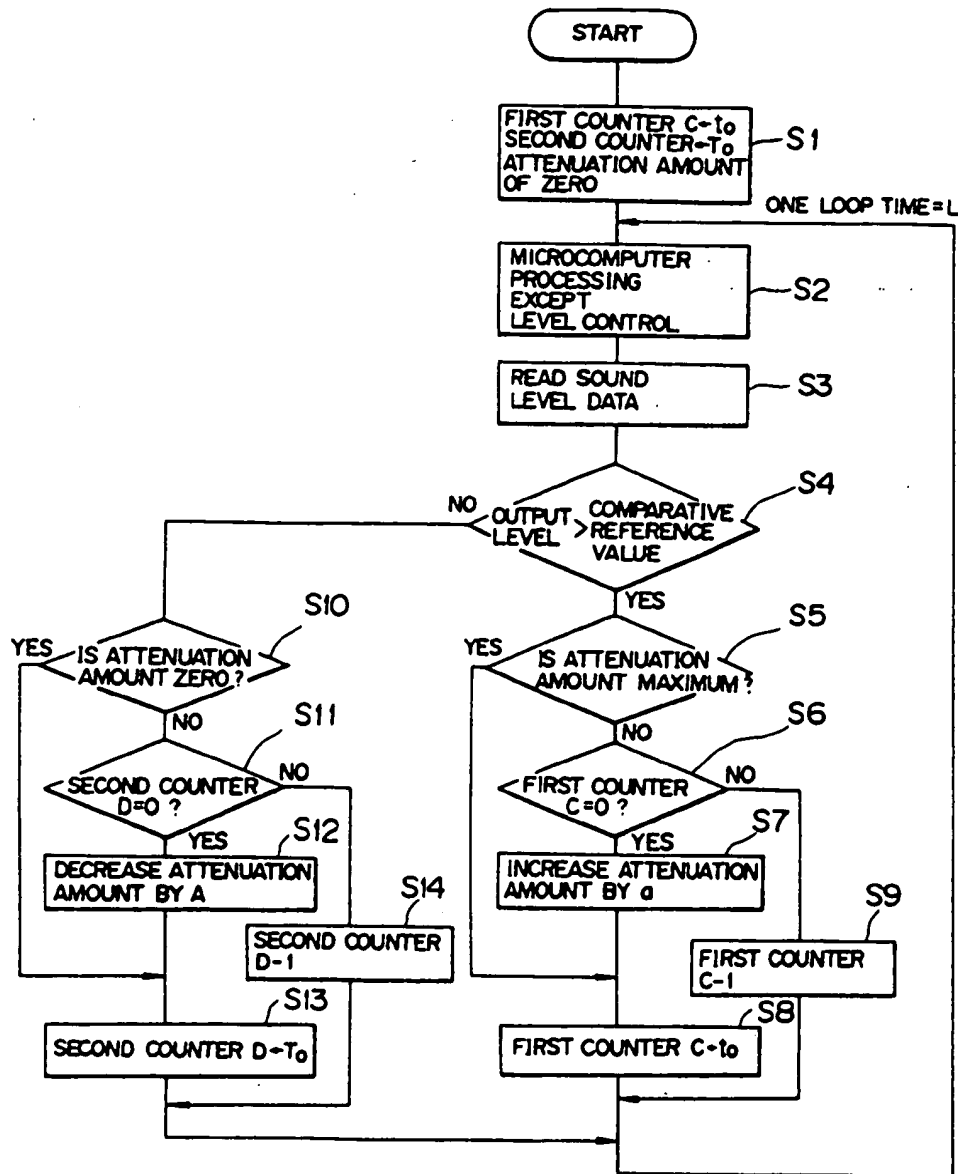 START
FIRST COUNTER C←to
SECOND COUNTER←To
ATTENUATION AMOUNT
OF ZERO
S1
ONE LOOP TIME=L
MICROCOMPUTER
PROCESSING
EXCEPT
LEVEL CONTROL
S2
READ SOUND
LEVEL DATA
S3
S4
NO
OUTPUT
LEVEL
>
COMPARATIVE
REFERENCE
VALUE
YES
S10
YES
IS ATTENUATION
AMOUNT ZERO?
NO
S5
YES
IS ATTENUATION
AMOUNT MAXIMUM?
NO
S11
SECOND COUNTER
D=0 ?
NO
YES
S6
FIRST COUNTER
C=0 ?
NO
YES
S12
DECREASE ATTENUATION
AMOUNT BY A
S7
INCREASE ATTENUATION
AMOUNT BY a
S14
SECOND COUNTER
D-1
S9
FIRST COUNTER
C-1
S13
SECOND COUNTER D←To
S8
FIRST COUNTER C←to